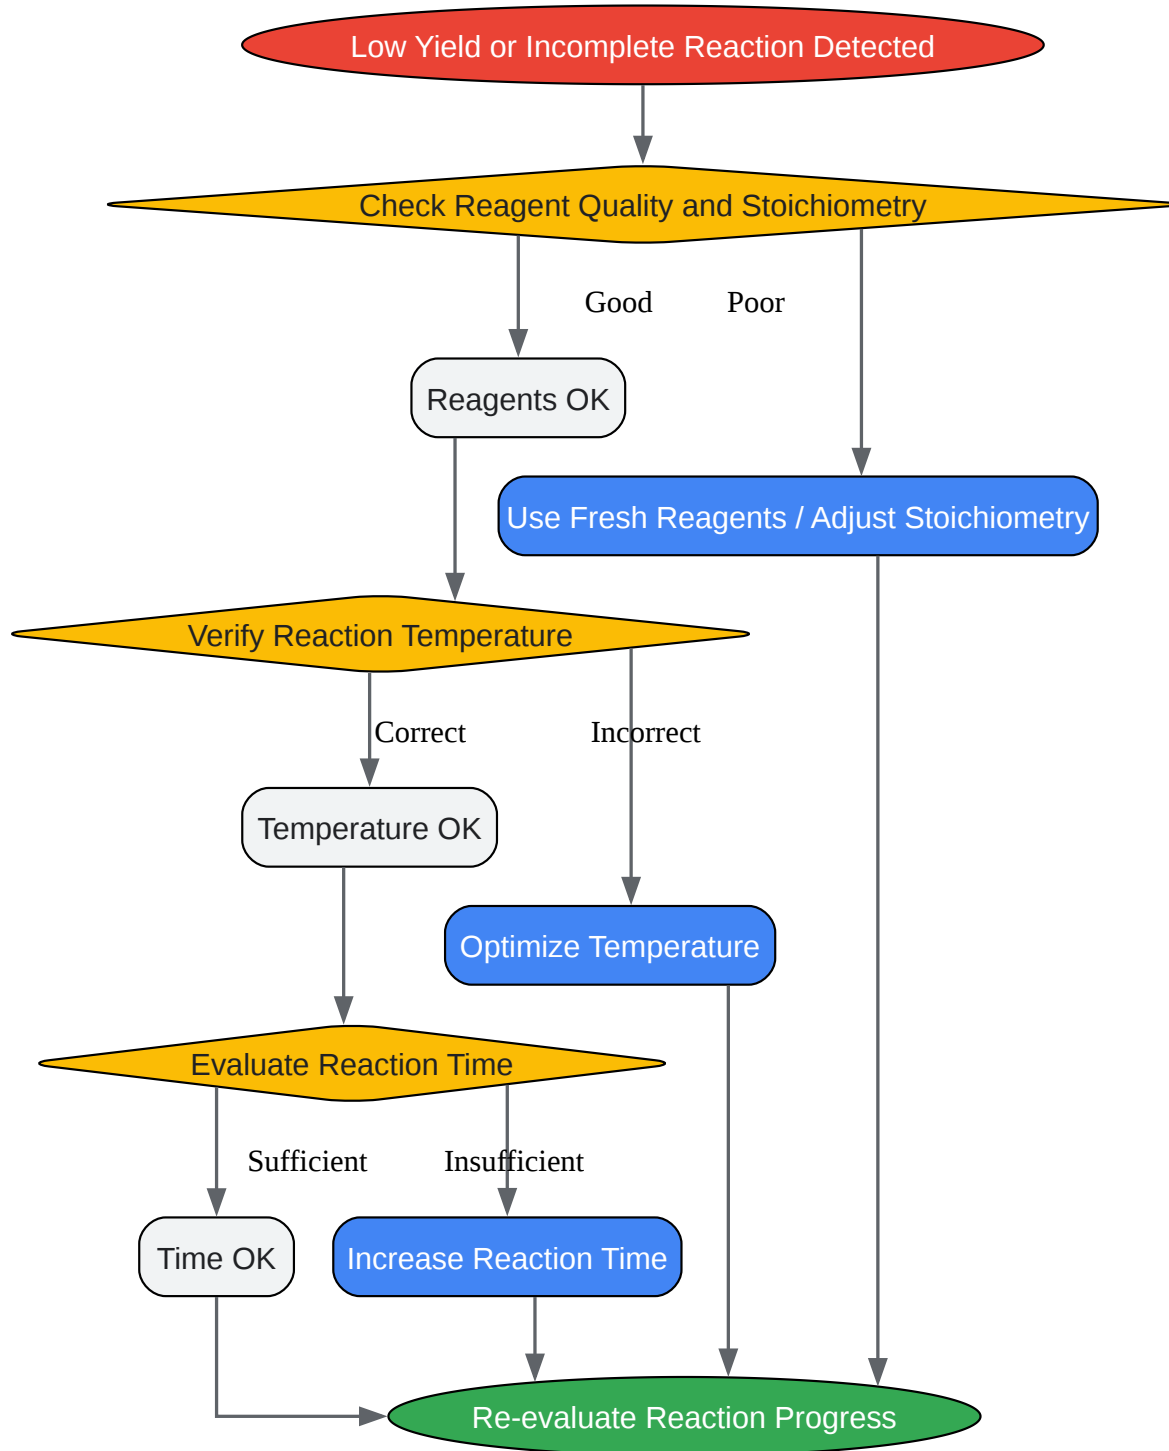 Low Yield or Incomplete Reaction Detected
Check Reagent Quality and Stoichiometry
Good
Poor
Reagents OK
Use Fresh Reagents / Adjust Stoichiometry
Verify Reaction Temperature
Correct
Incorrect
Temperature OK
Optimize Temperature
Evaluate Reaction Time
Sufficient
Insufficient
Time OK
Increase Reaction Time
Re-evaluate Reaction Progress